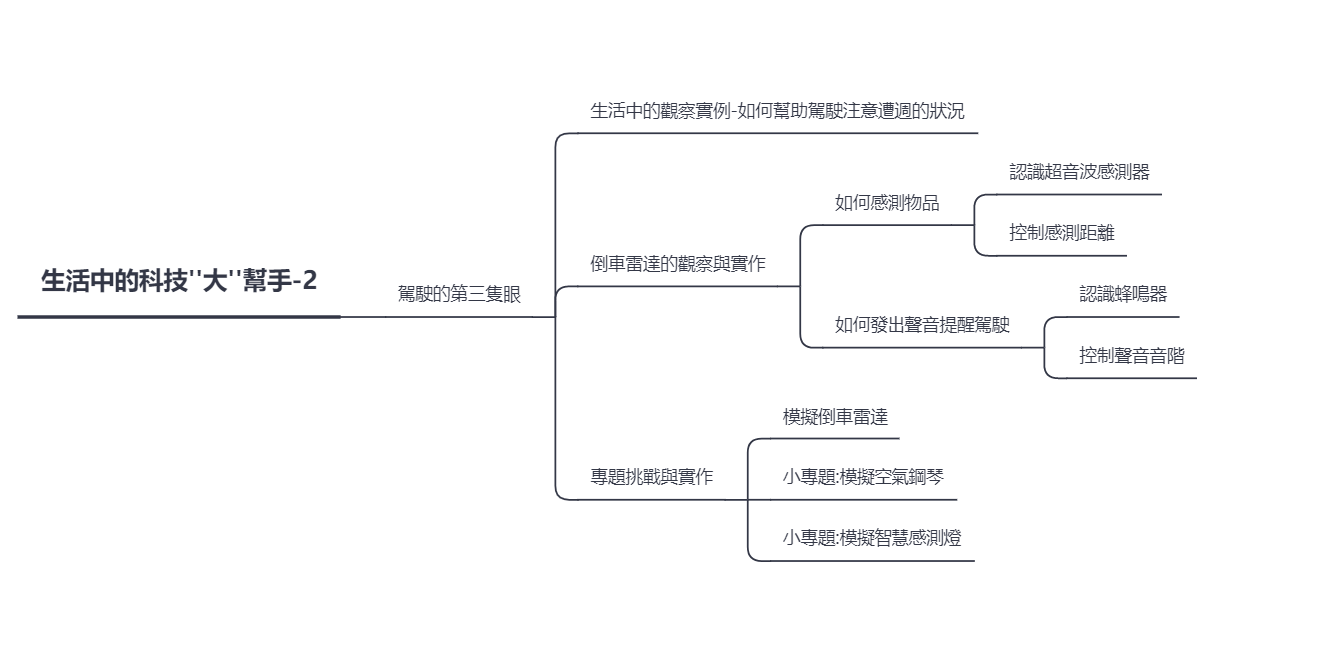 生活中的科技''大''幫手-2
駕駛的第三隻眼
生活中的觀察實例-如何幫助駕駛注意遭週的狀況
倒車雷達的觀察與實作
如何感測物品
認識超音波感測器
控制感測距離
如何發出聲音提醒駕駛
認識蜂鳴器
控制聲音音階
專題挑戰與實作
模擬倒車雷達
小專題:模擬空氣鋼琴
小專題:模擬智慧感測燈